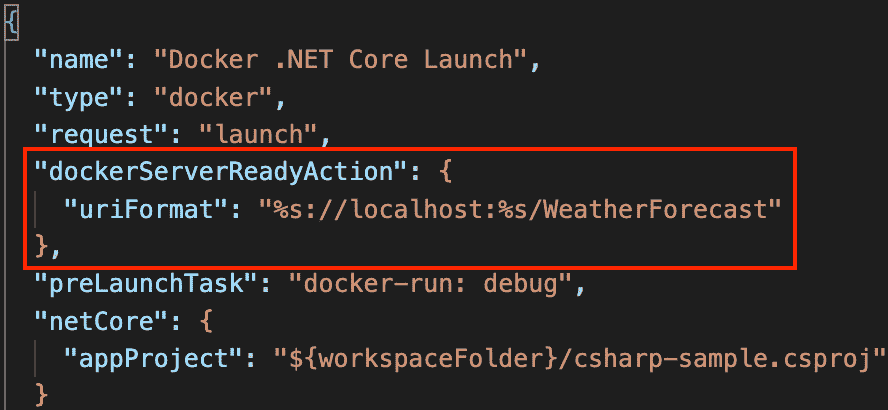 {
"name": "Docker .NET Core Launch",
"type": "docker",
"request": "launch",
"dockerServerReadyAction": {
"uriFormat": "%s://localhost:%s/WeatherForecast"
},
"preLaunchTask": "docker-run: debug",
"netCore": {
"appProject": "${workspaceFolder}/csharp-sample.csproj"
}